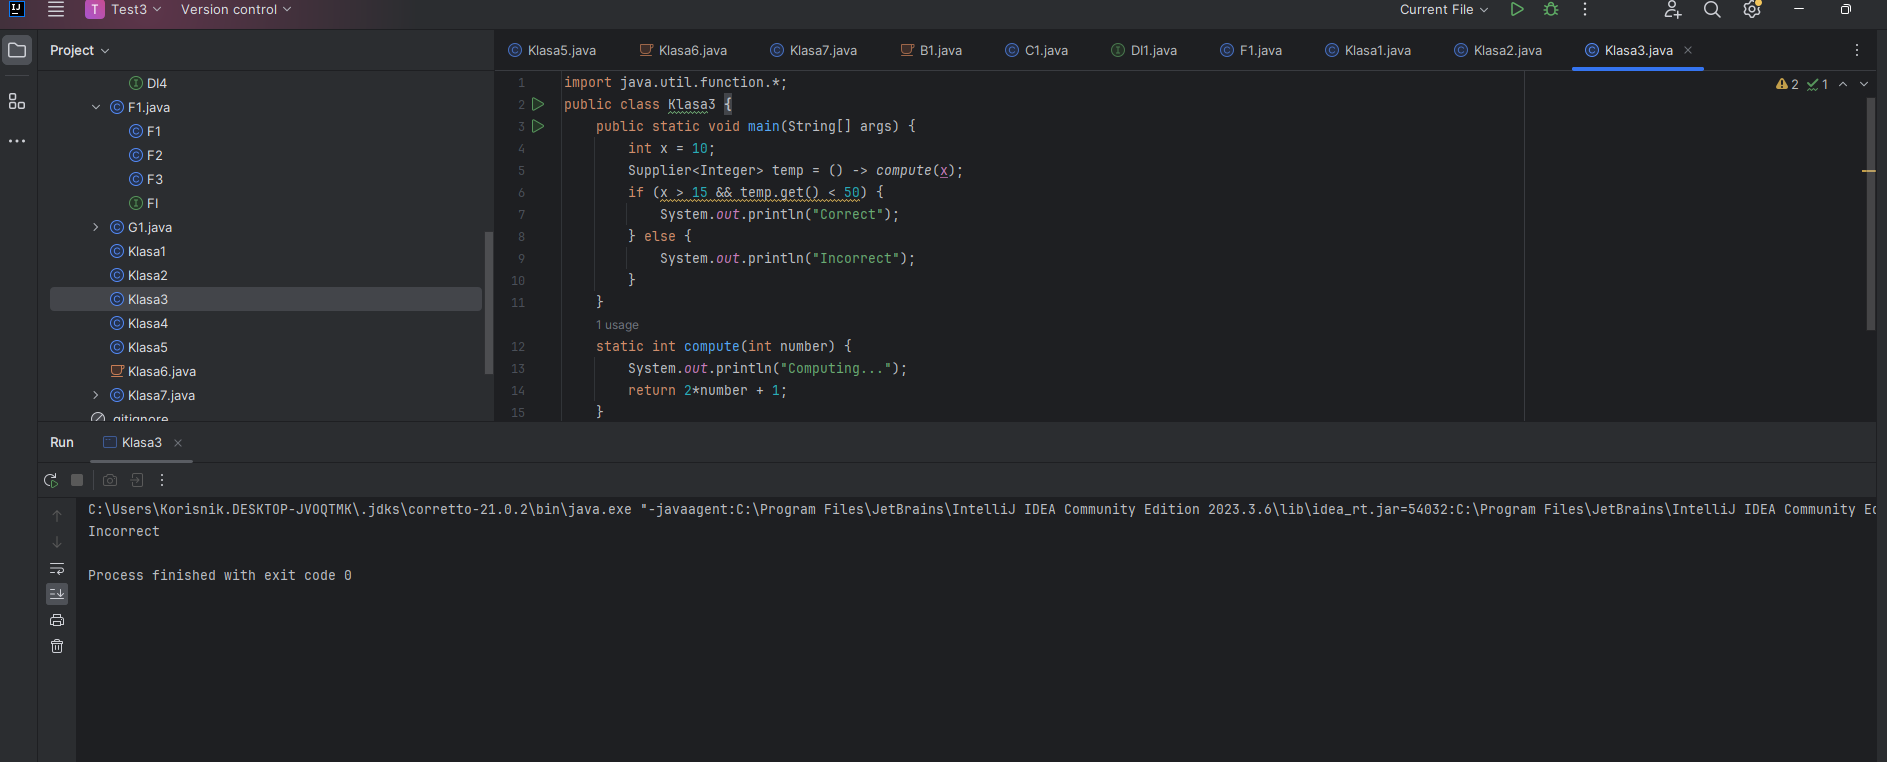 T Test3 Version control Current File
Project
DI4
F1.java
F1
F2
F3
FI
G1.java
Klasa1
Klasa2
Klasa3
Klasa4
Klasa5
Klasa6.java
Klasa7.java
.gitignore
Klasa5.java Klasa6.java Klasa7.java B1.java C1.java DI1.java F1.java Klasa1.java Klasa2.java Klasa3.java
2 1
1 import java.util.function.*;
2 public class Klasa3 {
3 public static void main(String[] args) {
4 int x = 10;
5 Supplier<Integer> temp = () -> compute(x);
6 if (x > 15 && temp.get() < 50) {
7 System.out.println("Correct");
8 } else {
9 System.out.println("Incorrect");
10 }
11 }
1 usage
12 static int compute(int number) {
13 System.out.println("Computing...");
14 return 2*number + 1;
15 }
Run Klasa3
C:\Users\Korisnik.DESKTOP-JVOQTMK\.jdks\corretto-21.0.2\bin\java.exe "-javaagent:C:\Program Files\JetBrains\IntelliJ IDEA Community Edition 2023.3.6\lib\idea_rt.jar=54032:C:\Program Files\JetBrains\IntelliJ IDEA Community Ed
Incorrect
Process finished with exit code 0